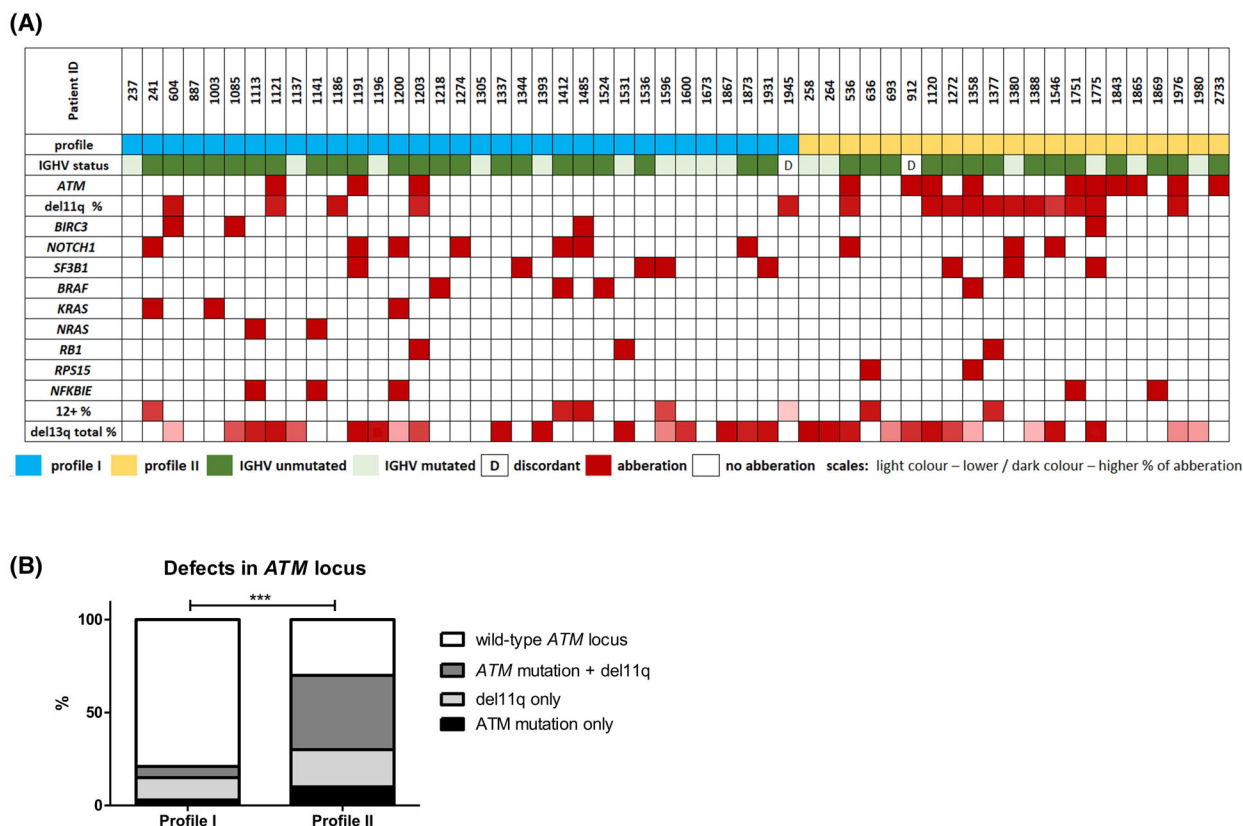 (A)
Patient ID
237 241 604 887 1003 1085 1113 1121 1137 1141 1186 1191 1196 1200 1203 1218 1274 1305 1337 1344 1393 1412 1485 1524 1531 1536 1596 1600 1673 1867 1873 1931 1945 258 264 536 636 693 912 1120 1272 1358 1377 1380 1388 1546 1751 1775 1843 1865 1869 1976 1980 2733
profile
IGHV status D D
ATM
del11q %
BIRC3
NOTCH1
SF3B1
BRAF
KRAS
NRAS
RB1
RPS15
NFKBIE
12+ %
del13q total %
profile I profile II IGHV unmutated IGHV mutated D discordant abberation no abberation scales: light colour – lower / dark colour – higher % of abberation
(B)
Defects in ATM locus
***
100
50
0
%
Profile I Profile II
wild-type ATM locus
ATM mutation + del11q
del11q only
ATM mutation only